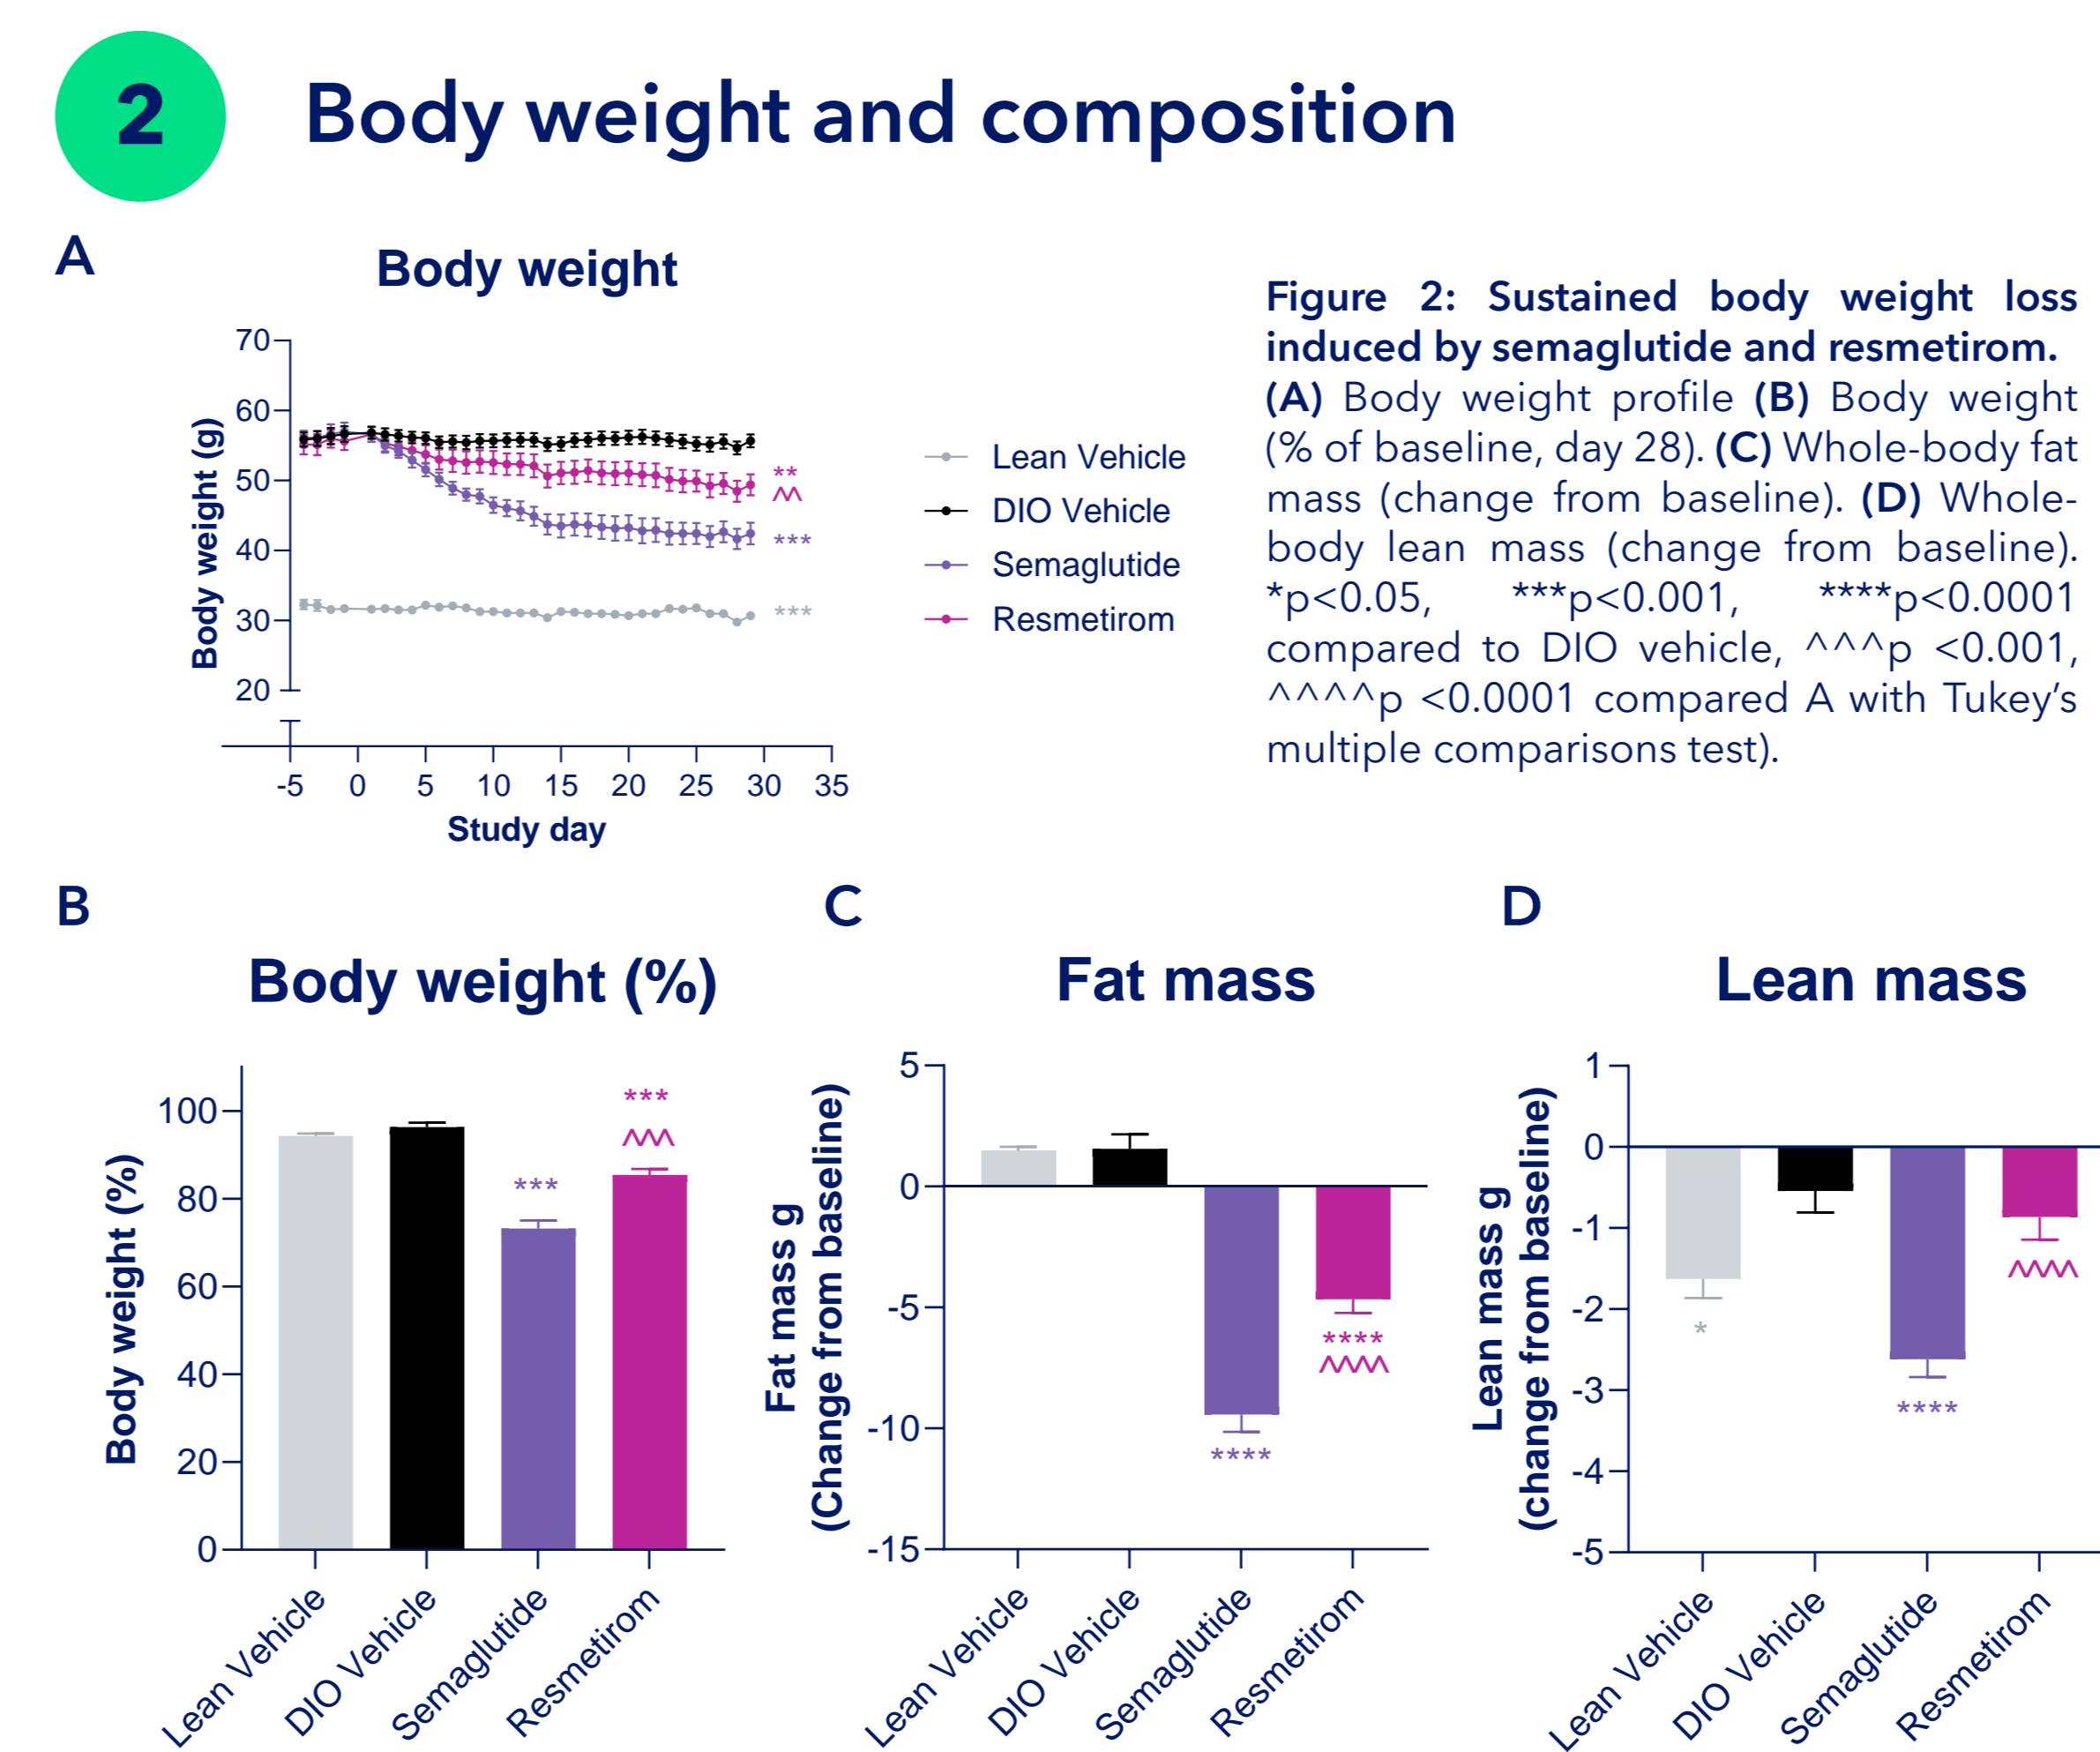 2
Body weight and composition
A
Body weight
70
60
50
40
30
20
Body weight (g)
-5 0 5 10 15 20 25 30 35
Study day
**
^^
***
***
Lean Vehicle
DIO Vehicle
Semaglutide
Resmetirom
Figure 2: Sustained body weight loss
induced by semaglutide and resmetirom.
(A) Body weight profile (B) Body weight
(% of baseline, day 28). (C) Whole-body fat
mass (change from baseline). (D) Whole-
body lean mass (change from baseline).
*p<0.05, ***p<0.001, ****p<0.0001
compared to DIO vehicle, ^^^p <0.001,
^^^^p <0.0001 compared A with Tukey’s
multiple comparisons test).
B
Body weight (%)
Body weight (%)
100
80
60
40
20
0
***
***
^^^
Lean Vehicle
DIO Vehicle
Semaglutide
Resmetirom
C
Fat mass
Fat mass g
(Change from baseline)
5
0
-5
-10
-15
****
****
^^^^
Lean Vehicle
DIO Vehicle
Semaglutide
Resmetirom
D
Lean mass
Lean mass g
(change from baseline)
1
0
-1
-2
-3
-4
-5
*
****
^^^^
Lean Vehicle
DIO Vehicle
Semaglutide
Resmetirom